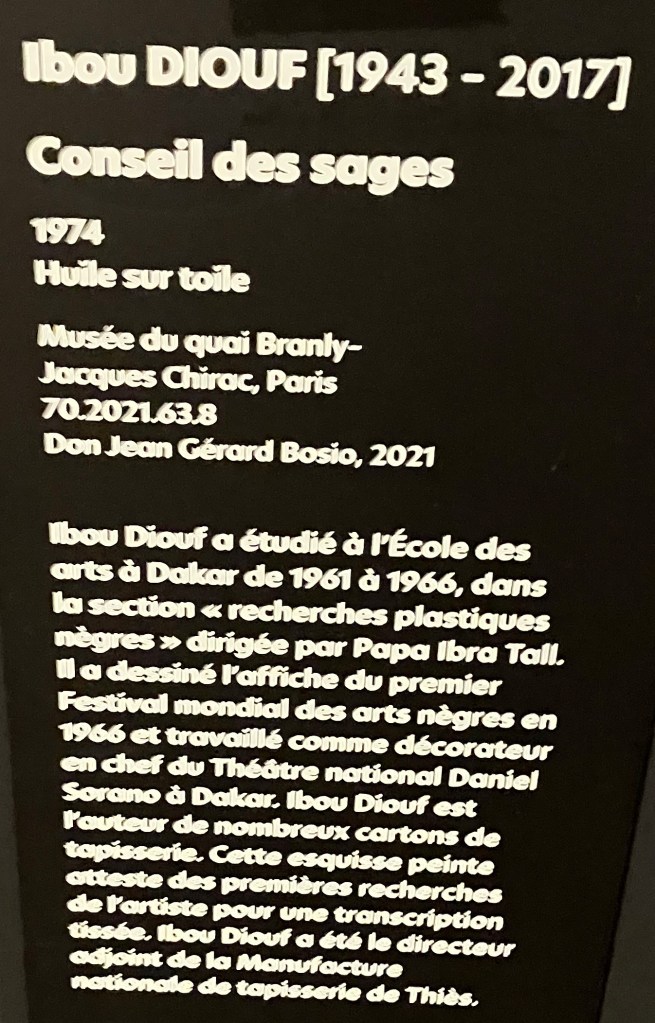 Ibou DIOUF [1943 – 2017]
Conseil des sages
1974
Huile sur toile
Musée du quai Branly-
Jacques Chirac, Paris
70.2021.63.8
Don Jean Gérard Bosio, 2021
Ibou Diouf a étudié à l'École des
arts à Dakar de 1961 à 1966, dans
la section « recherches plastiques
nègres » dirigée par Papa Ibra Tall.
Il a dessiné l'affiche du premier
Festival mondial des arts nègres en
1966 et travaillé comme décorateur
en chef du Théâtre national Daniel
Sorano à Dakar. Ibou Diouf est
l'auteur de nombreux cartons de
tapisserie. Cette esquisse peinte
atteste des premières recherches
de l'artiste pour une transcription
tissée. Ibou Diouf a été le directeur
adjoint de la Manufacture
nationale de tapisserie de Thiès.